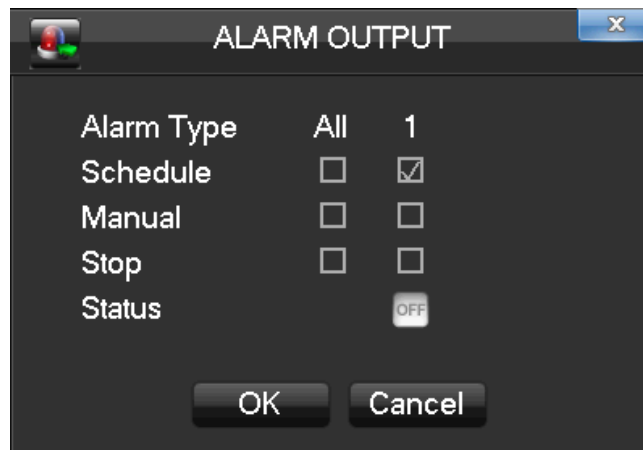 ALARM OUTPUT
x
Alarm Type All 1
Schedule
Manual
Stop
Status OFF
OK Cancel